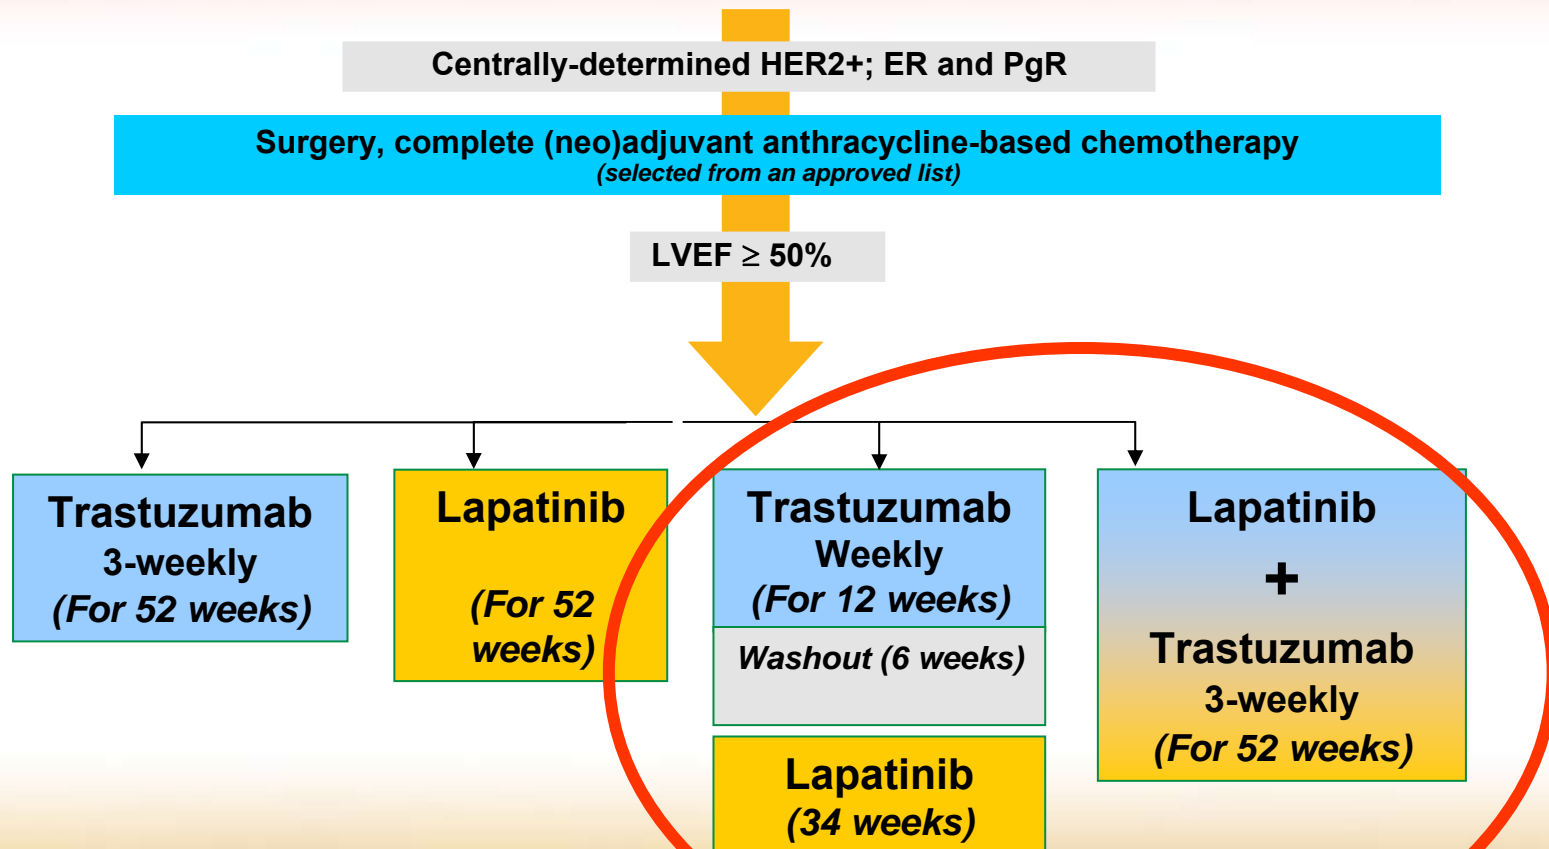 Centrally-determined HER2+; ER and PgR
Surgery, complete (neo)adjuvant anthracycline-based chemotherapy
(selected from an approved list)
LVEF ≥ 50%
Trastuzumab
3-weekly
(For 52 weeks)
Lapatinib
(For 52
weeks)
Trastuzumab
Weekly
(For 12 weeks)
Washout (6 weeks)
Lapatinib
(34 weeks)
Lapatinib
+
Trastuzumab
3-weekly
(For 52 weeks)